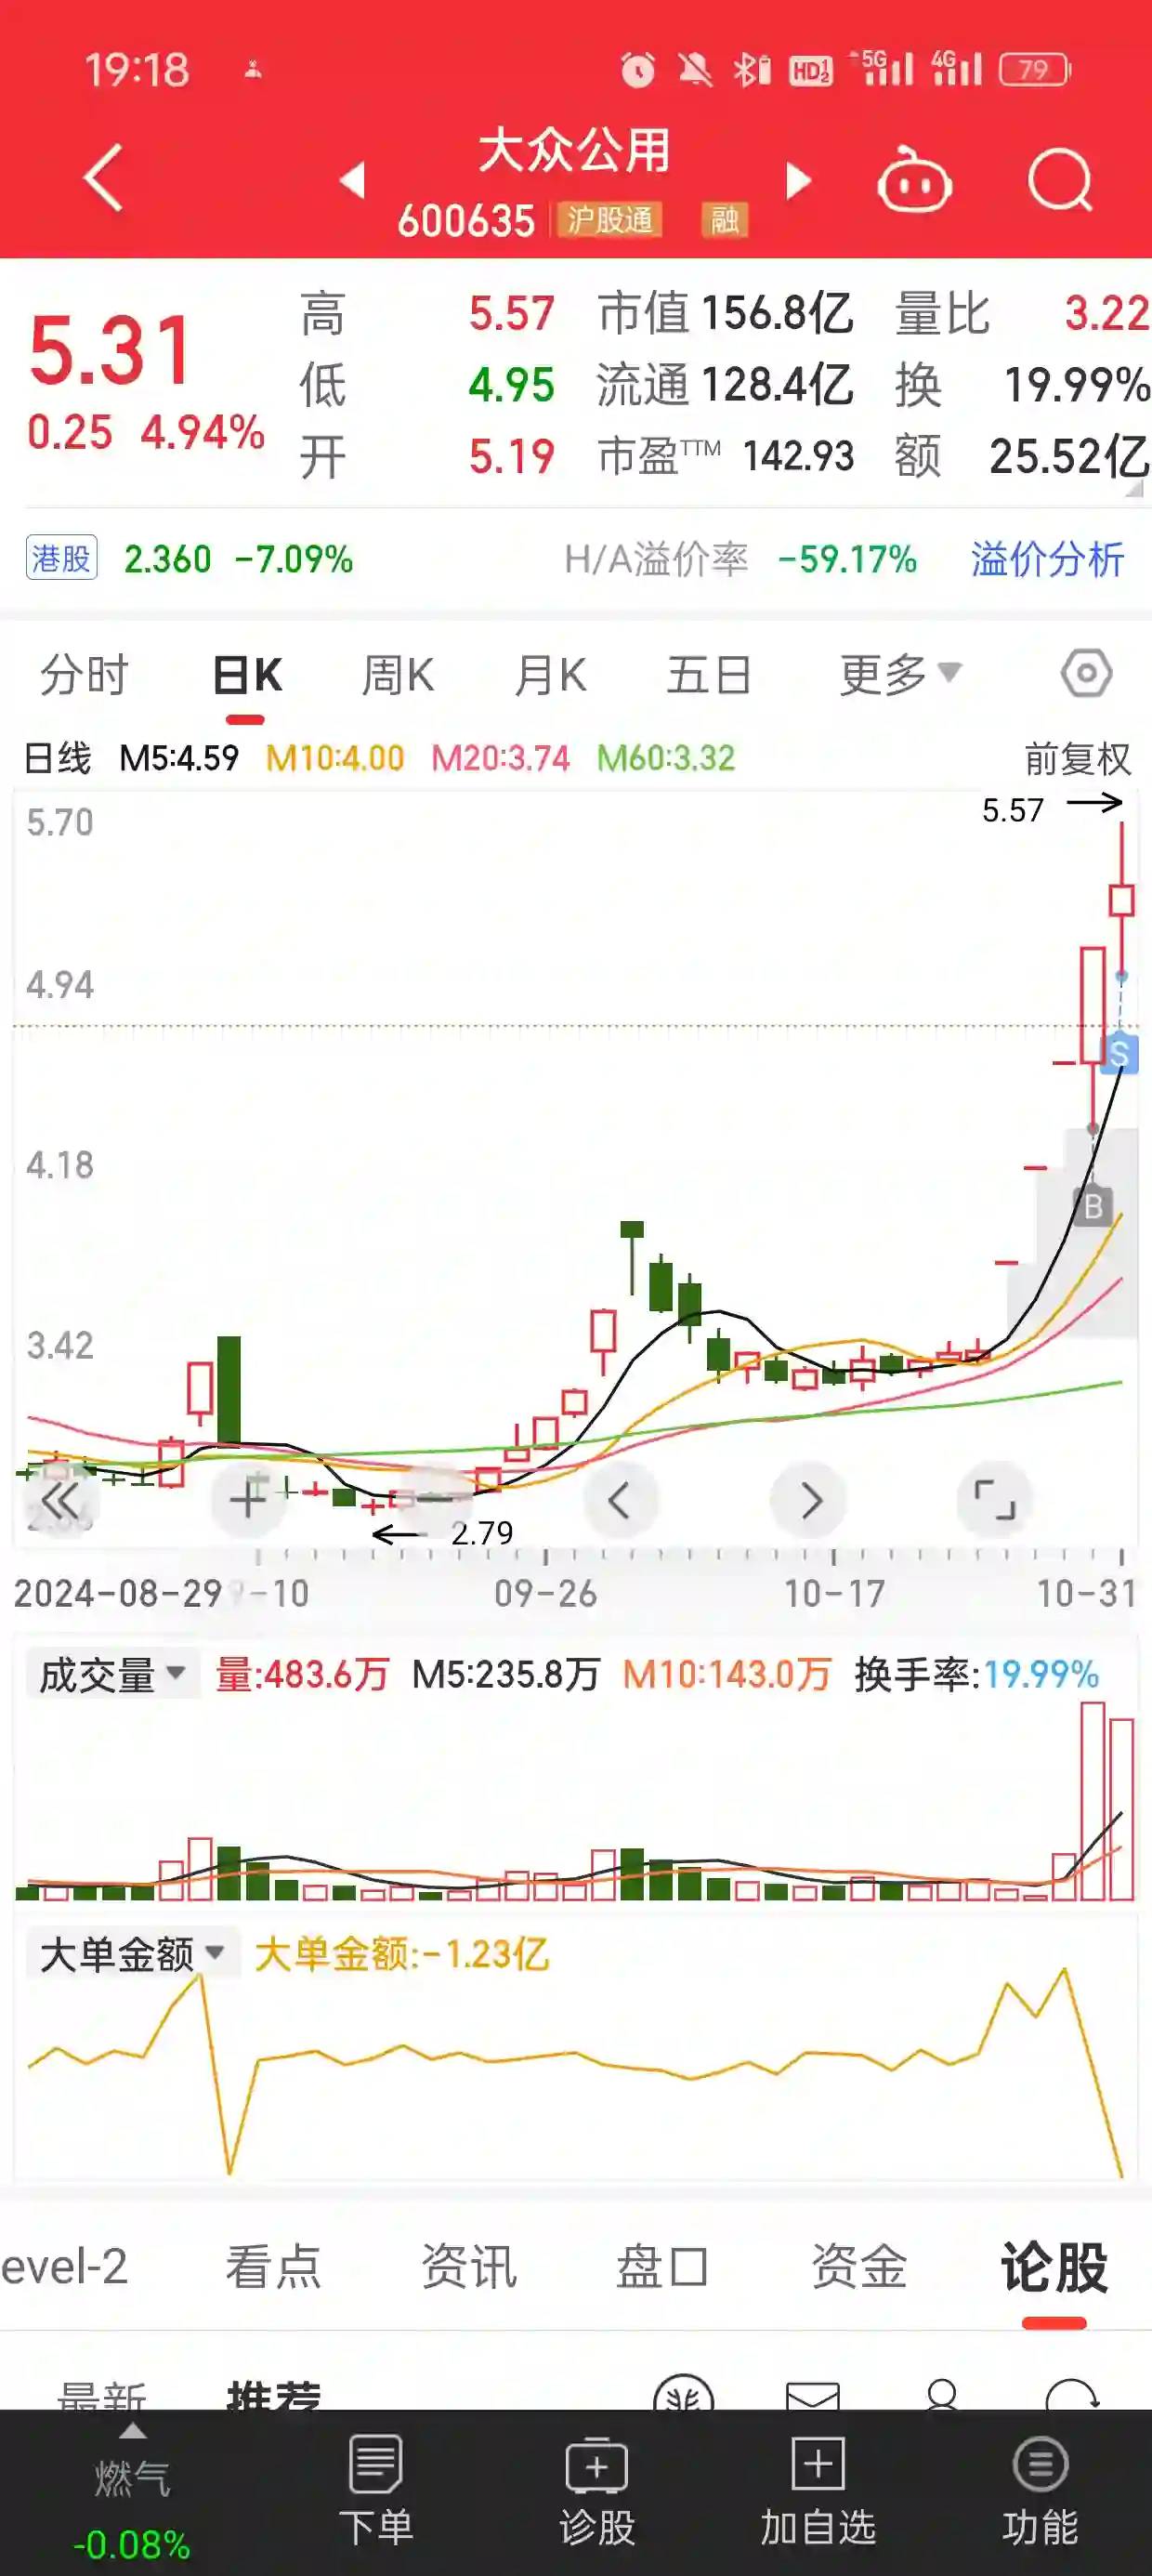 19:18 HD 1 2 5G 4G 79
大众公用
600635 沪股通 融
5.31
0.25 4.94%
高 5.57 市值 156.8亿 量比 3.22
低 4.95 流通 128.4亿 换 19.99%
开 5.19 市盈TTM 142.93 额 25.52亿
港股 2.360 -7.09% H/A溢价率 -59.17% 溢价分析
分时 日K 周K 月K 五日 更多
日线 M5:4.59 M10:4.00 M20:3.74 M60:3.32 前复权
5.57
5.70
4.94
S
4.18
B
3.42
2.79
2024-08-29 9-10 09-26 10-17 10-31
成交量 量:483.6万 M5:235.8万 M10:143.0万 换手率:19.99%
大单金额 大单金额:-1.23亿
evel-2 看点 资讯 盘口 资金 论股
最新 推荐
燃气 下单 诊股 加自选 功能
-0.08%